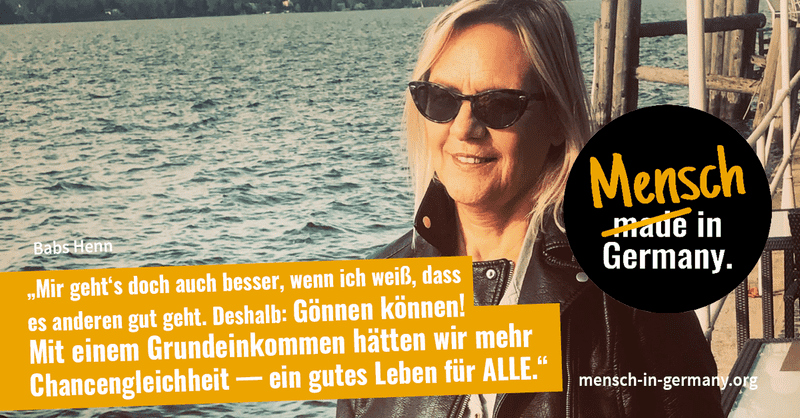 Babs Henn
„Mir geht‘s doch auch besser, wenn ich weiß, dass
es anderen gut geht. Deshalb: Gönnen können!
Mit einem Grundeinkommen hätten wir mehr
Chancengleichheit — ein gutes Leben für ALLE.“
Mensch
made in
Germany.
mensch-in-germany.org